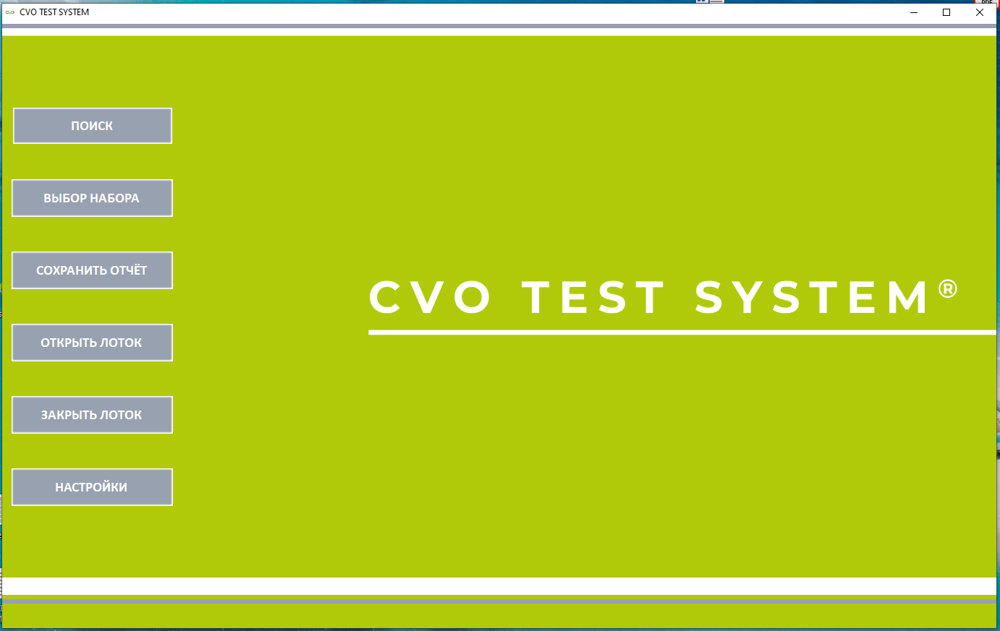 CVO TEST SYSTEM
ПОИСК
ВЫБОР НАБОРА
СОХРАНИТЬ ОТЧЁТ
CVO TEST SYSTEM®
ОТКРЫТЬ ЛОТОК
ЗАКРЫТЬ ЛОТОК
НАСТРОЙКИ